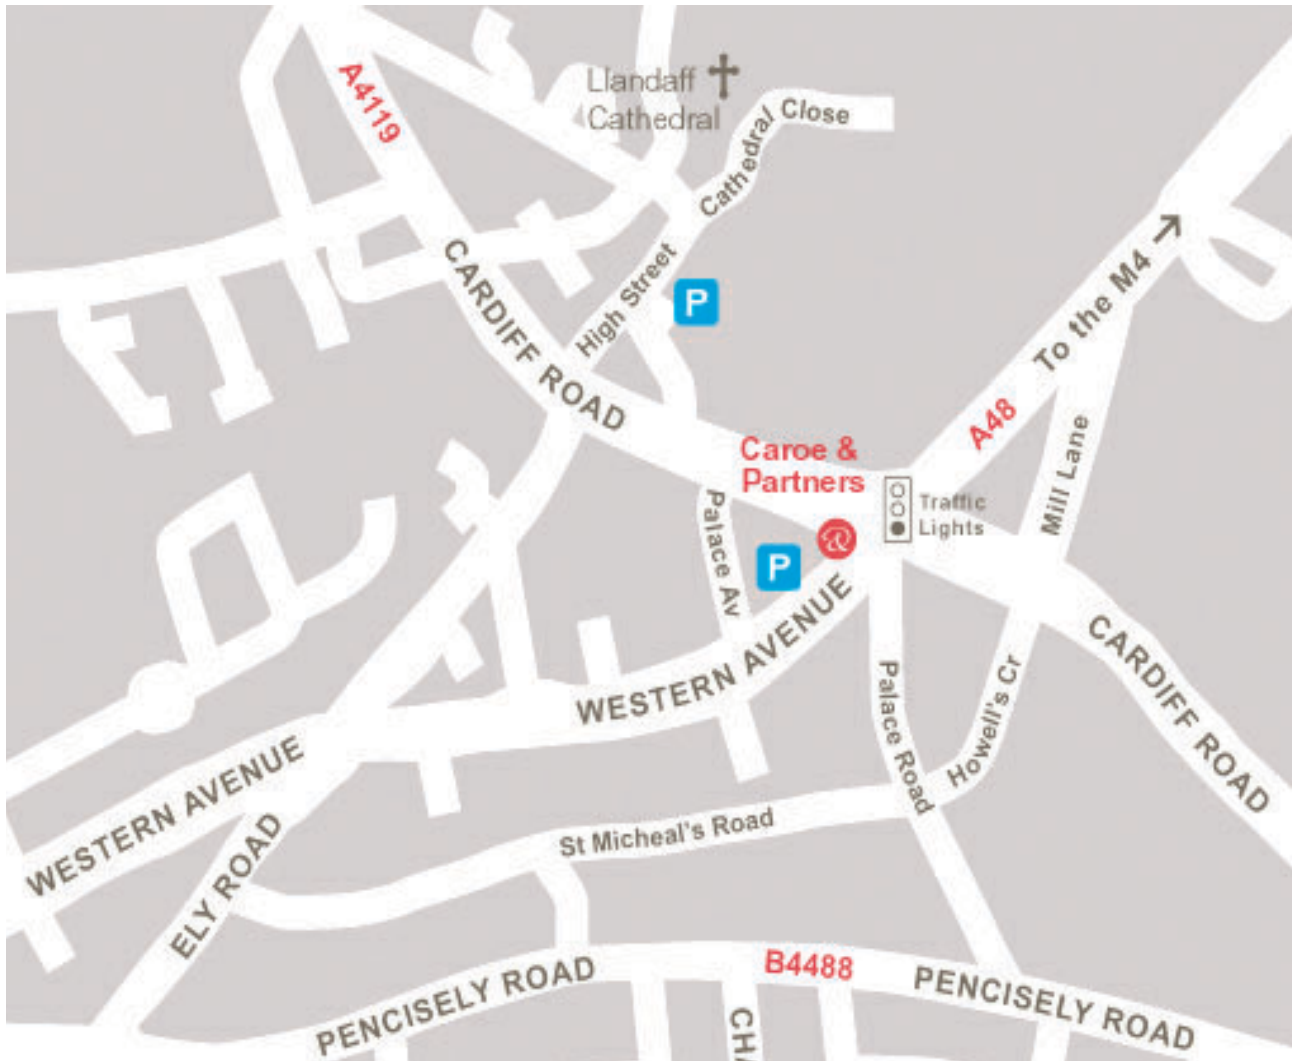 A4119
Llandaff
Cathedral
Cathedral Close
CARDIFF ROAD
High Street
P
To the M4
A48
Mill Lane
Caroe &
Partners
Traffic
Lights
P
Palace Av
WESTERN AVENUE
Palace Road
Howell's Cr
CARDIFF ROAD
WESTERN AVENUE
ELY ROAD
St Micheal's Road
PENCISELY ROAD
B4488
PENCISELY ROAD
CHA